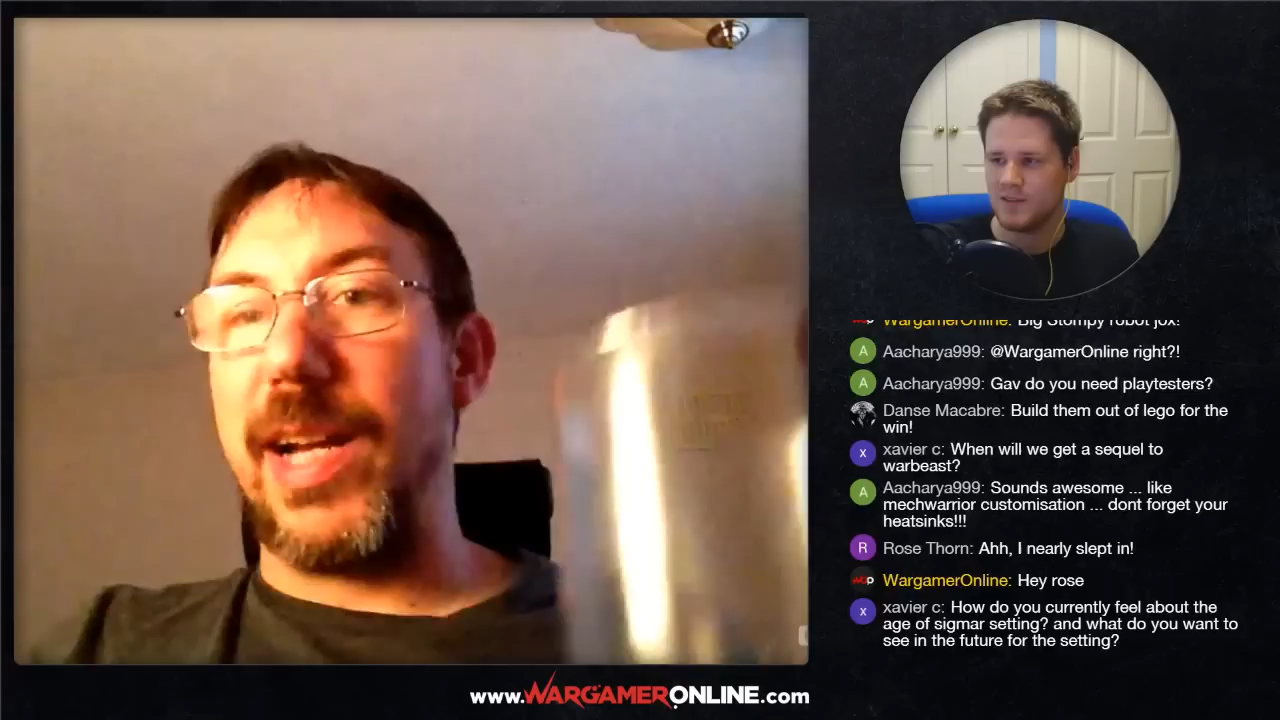 WargamerOnline: Big Stompy robot jox!
A Aacharya999: @WargamerOnline right?!
A Aacharya999: Gav do you need playtesters?
Danse Macabre: Build them out of lego for the
win!
x xavier c: When will we get a sequel to
warbeast?
A Aacharya999: Sounds awesome ... like
mechwarrior customisation ... dont forget your
heatsinks!!!
R Rose Thorn: Ahh, I nearly slept in!
WargamerOnline: Hey rose
x xavier c: How do you currently feel about the
age of sigmar setting? and what do you want to
see in the future for the setting?
www.WARGAMERONLINE.com